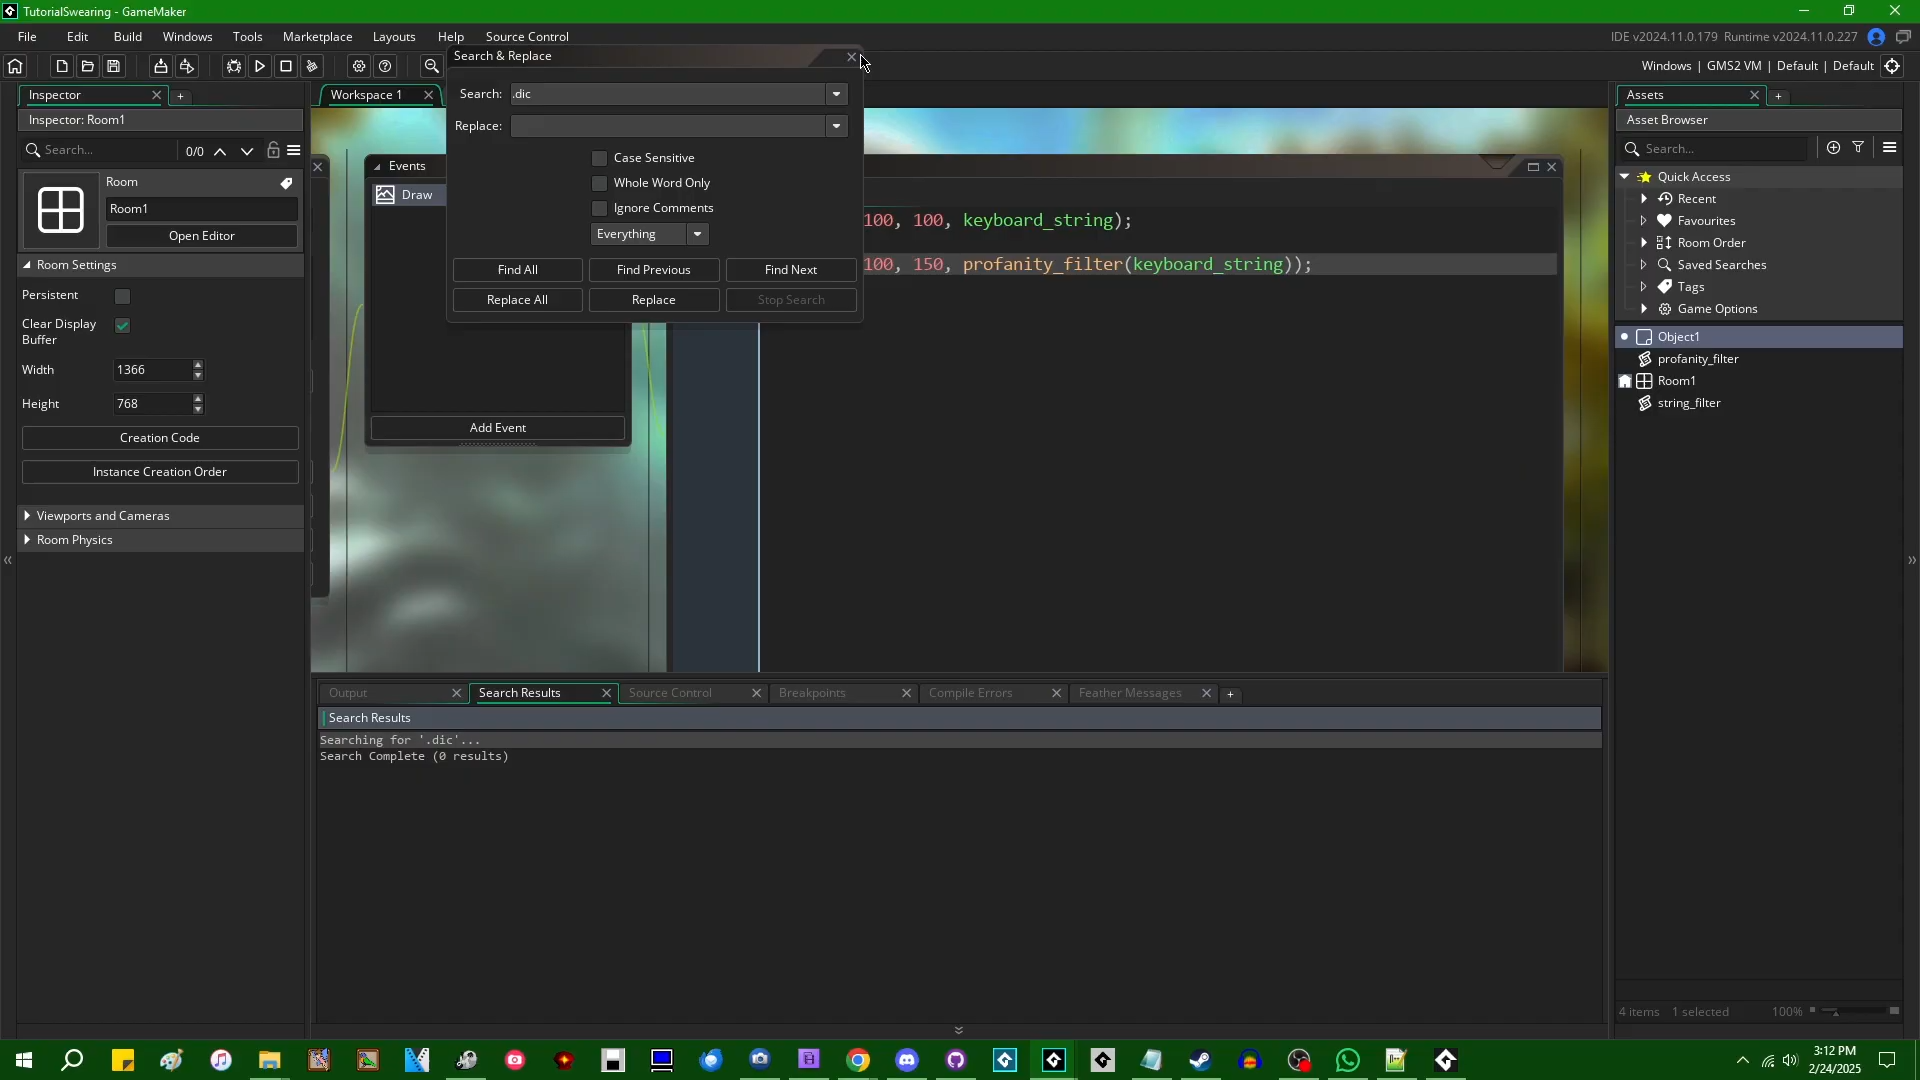 TutorialSwearing - GameMaker
File Edit Build Windows Tools Marketplace Layouts Help Source Control
IDE v2024.11.0.179 Runtime v2024.11.0.227
Windows | GMS2 VM | Default | Default
Inspector
Inspector: Room1
Search... 0/0
Room
Room1
Open Editor
Room Settings
Persistent
Clear Display
Buffer
Width 1366
Height 768
Creation Code
Instance Creation Order
Viewports and Cameras
Room Physics
Workspace 1
Events
Draw
Add Event
Search & Replace
Search: .dic
Replace:
Case Sensitive
Whole Word Only
Ignore Comments
Everything
Find All Find Previous Find Next
Replace All Replace Stop Search
100, 100, keyboard_string);
100, 150, profanity_filter(keyboard_string));
Output Search Results Source Control Breakpoints Compile Errors Feather Messages
Search Results
Searching for '.dic'...
Search Complete (0 results)
Assets
Asset Browser
Search...
Quick Access
Recent
Favourites
Room Order
Saved Searches
Tags
Game Options
Object1
profanity_filter
Room1
string_filter
4 items 1 selected 100%
3:12 PM
2/24/2025